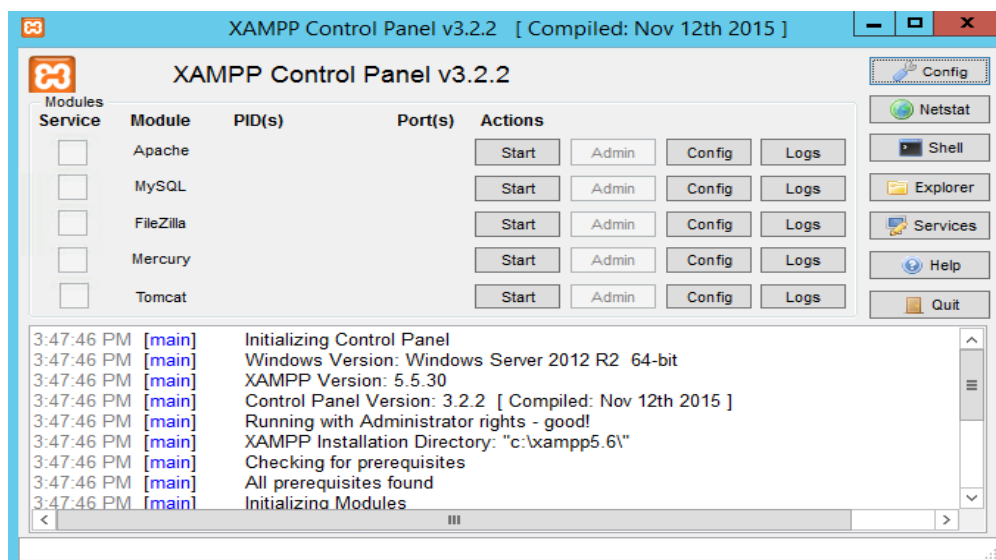 XAMPP Control Panel v3.2.2 [ Compiled: Nov 12th 2015 ]
XAMPP Control Panel v3.2.2
Config
Netstat
Shell
Explorer
Services
Help
Quit
Modules
Service Module PID(s) Port(s) Actions
Apache Start Admin Config Logs
MySQL Start Admin Config Logs
FileZilla Start Admin Config Logs
Mercury Start Admin Config Logs
Tomcat Start Admin Config Logs
3:47:46 PM [main] Initializing Control Panel
3:47:46 PM [main] Windows Version: Windows Server 2012 R2 64-bit
3:47:46 PM [main] XAMPP Version: 5.5.30
3:47:46 PM [main] Control Panel Version: 3.2.2 [ Compiled: Nov 12th 2015 ]
3:47:46 PM [main] Running with Administrator rights - good!
3:47:46 PM [main] XAMPP Installation Directory: "c:\xampp5.6\"
3:47:46 PM [main] Checking for prerequisites
3:47:46 PM [main] All prerequisites found
3:47:46 PM [main] Initializing Modules